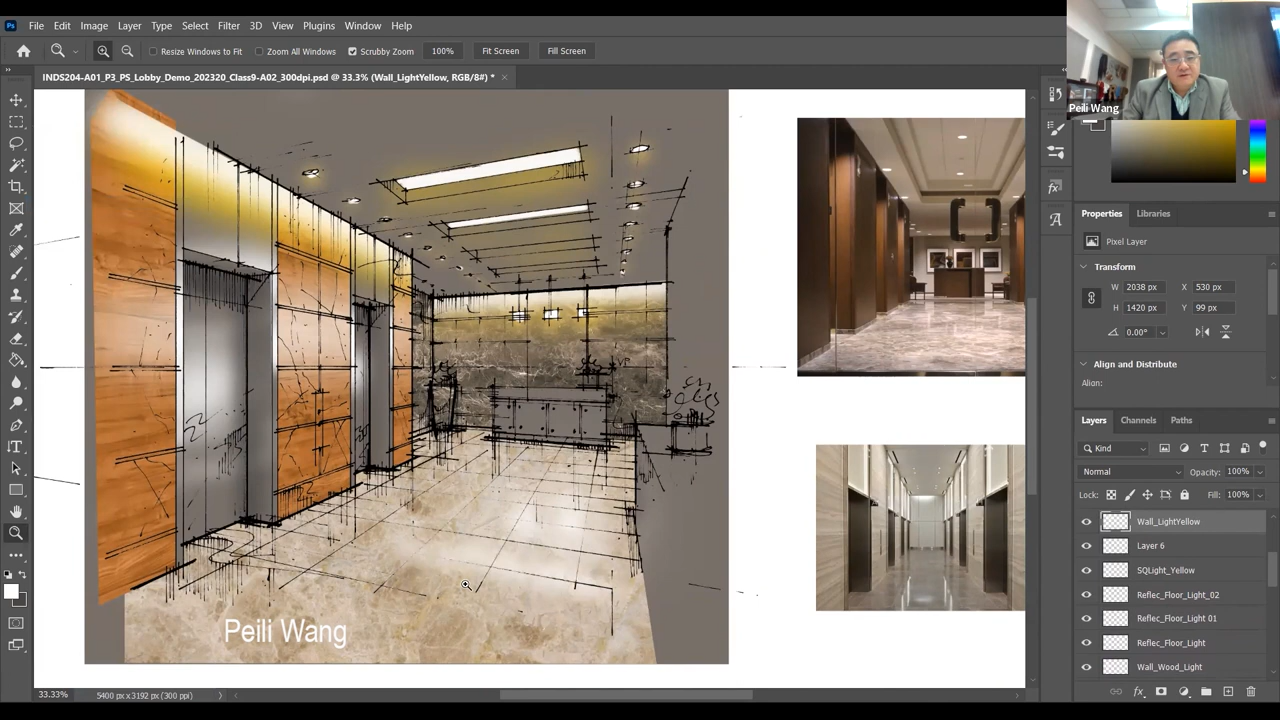 Ps File Edit Image Layer Type Select Filter 3D View Plugins Window Help
Resize Windows to Fit Zoom All Windows Scrubby Zoom 100% Fit Screen Fill Screen
INDS204-A01_P3_PS_Lobby_Demo_202320_Class9-A02_300dpi.psd @ 33.3% (Wall_LightYellow, RGB/8#) *
Peili Wang
Properties Libraries
Pixel Layer
Transform
W 2038 px X 530 px
H 1420 px Y 99 px
0.00°
Align and Distribute
Align:
Layers Channels Paths
Kind
Normal Opacity: 100%
Lock: Fill: 100%
Wall_LightYellow
Layer 6
SQLight_Yellow
Reflec_Floor_Light_02
Reflec_Floor_Light 01
Reflec_Floor_Light
Wall_Wood_Light
VP
Peili Wang
33.33% 5400 px x 3192 px (300 ppi)